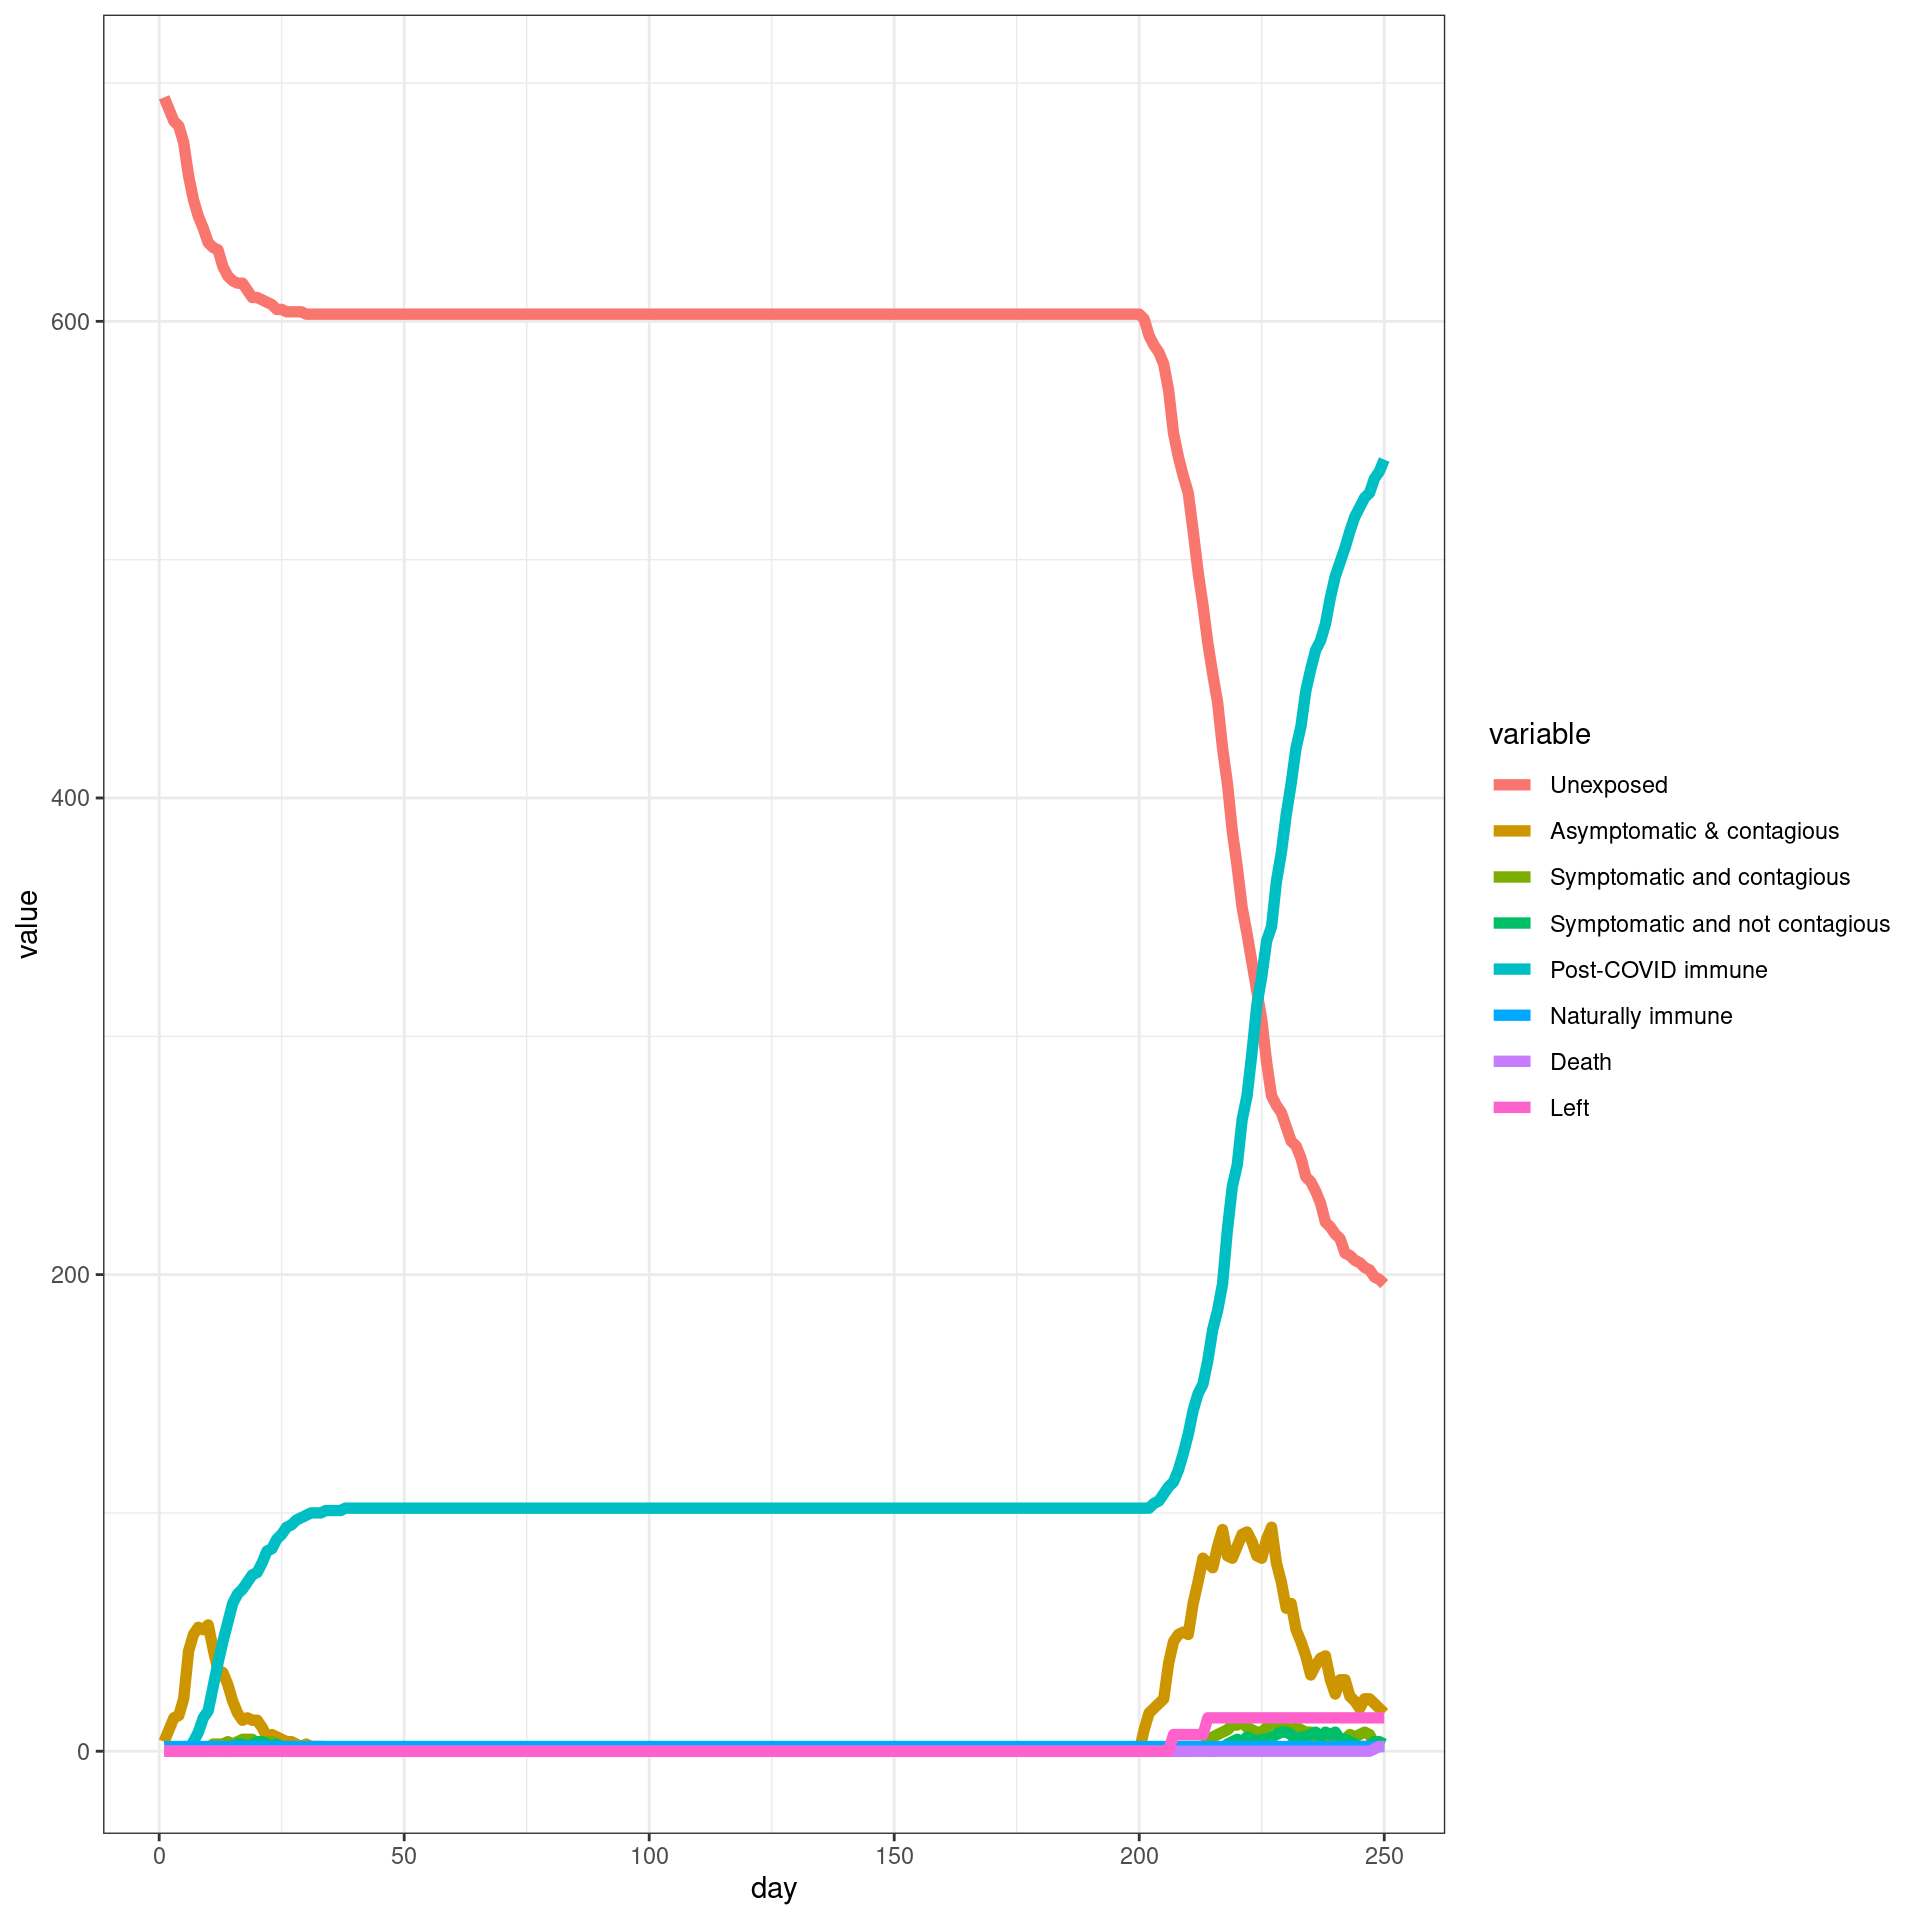 600
400
200
0
value
0 50 100 150 200 250
day
variable
Unexposed
Asymptomatic & contagious
Symptomatic and contagious
Symptomatic and not contagious
Post-COVID immune
Naturally immune
Death
Left